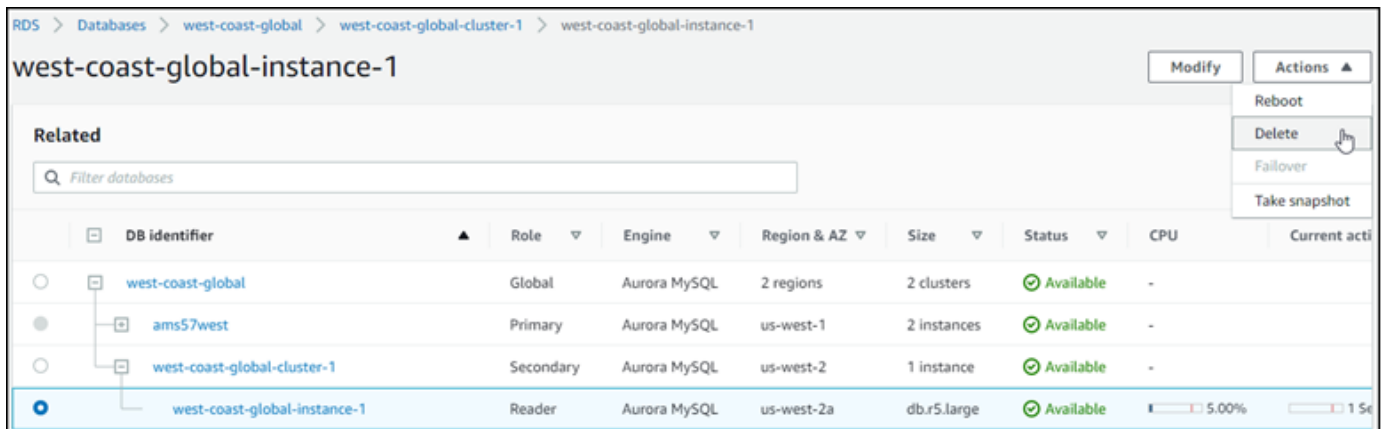 RDS > Databases > west-coast-global > west-coast-global-cluster-1 > west-coast-global-instance-1
west-coast-global-instance-1
Modify
Actions
Reboot
Delete
Failover
Take snapshot
Related
Filter databases
DB identifier Role Engine Region & AZ Size Status CPU Current acti
west-coast-global Global Aurora MySQL 2 regions 2 clusters Available -
ams57west Primary Aurora MySQL us-west-1 2 instances Available -
west-coast-global-cluster-1 Secondary Aurora MySQL us-west-2 1 instance Available -
west-coast-global-instance-1 Reader Aurora MySQL us-west-2a db.r5.large Available 5.00% 1 Se